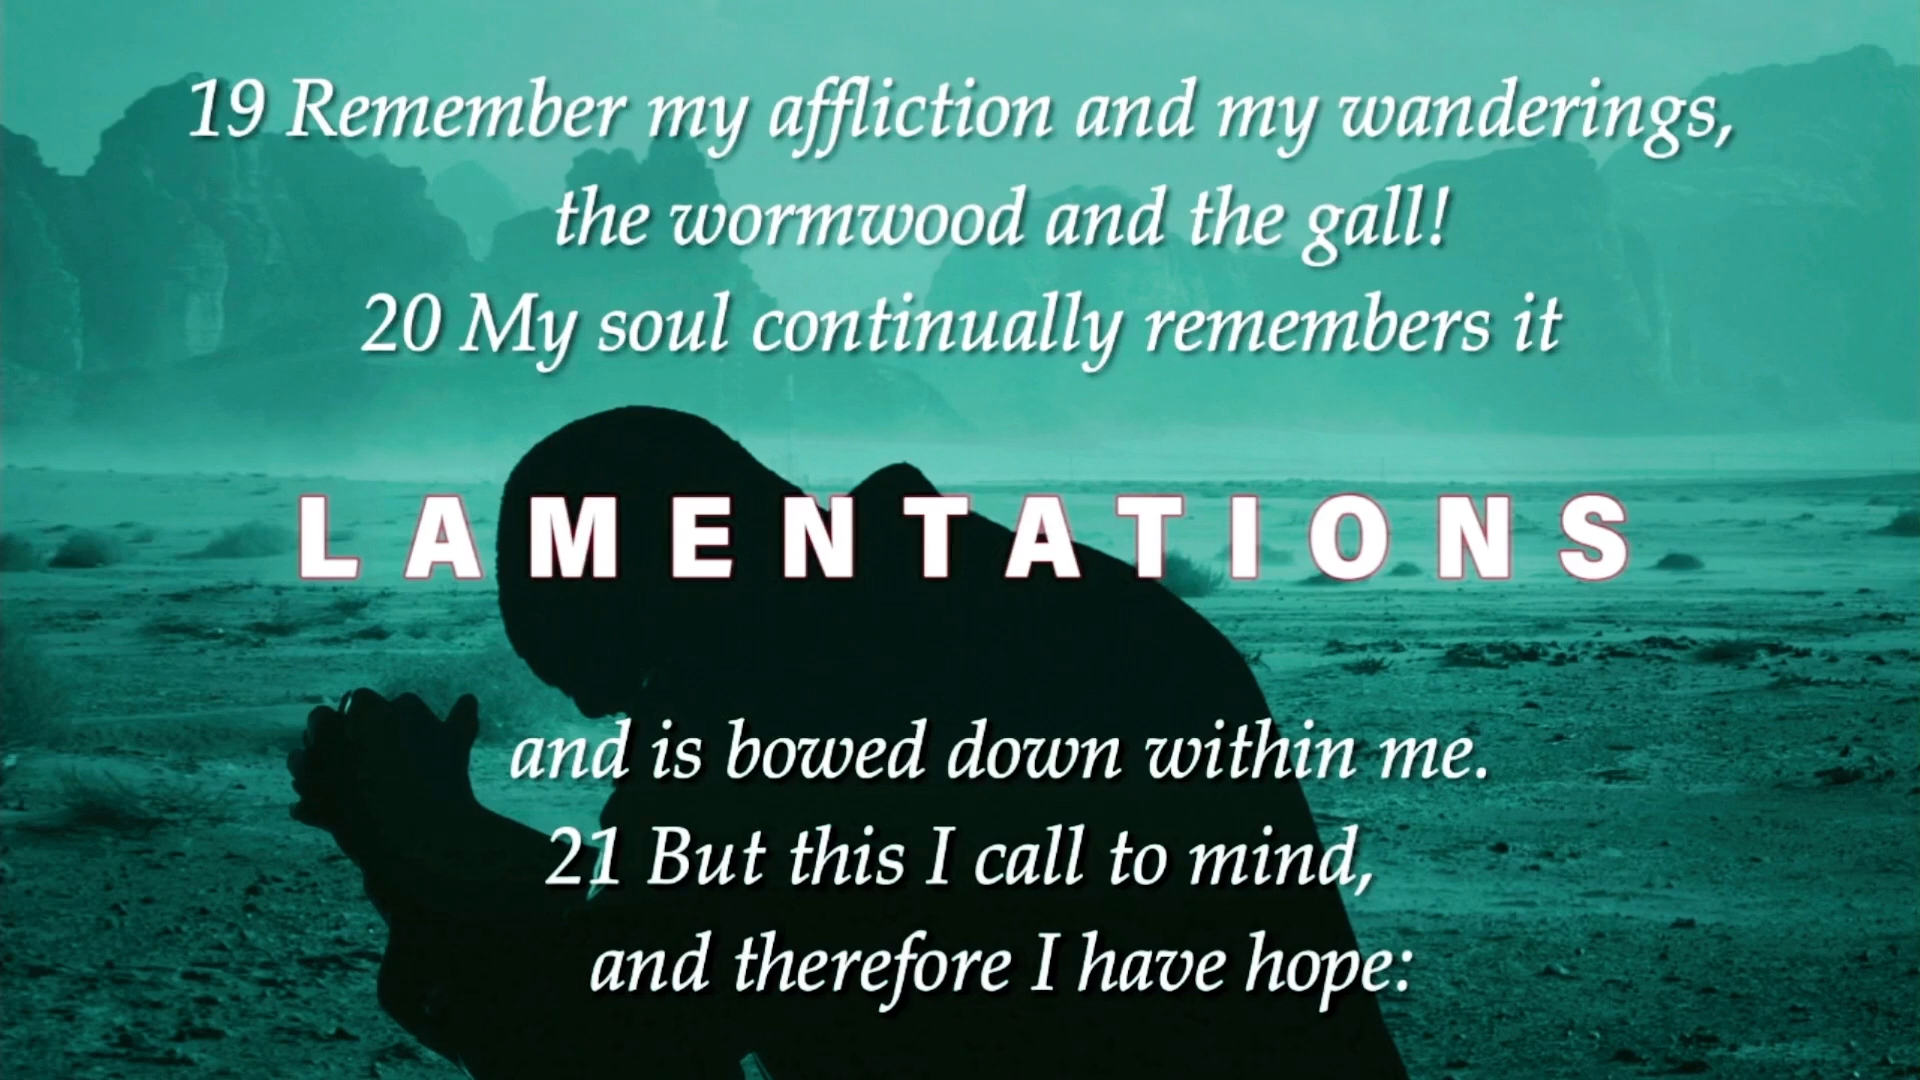 19 Remember my affliction and my wanderings,
the wormwood and the gall!
20 My soul continually remembers it
LAMENTATIONS
and is bowed down within me.
21 But this I call to mind,
and therefore I have hope: